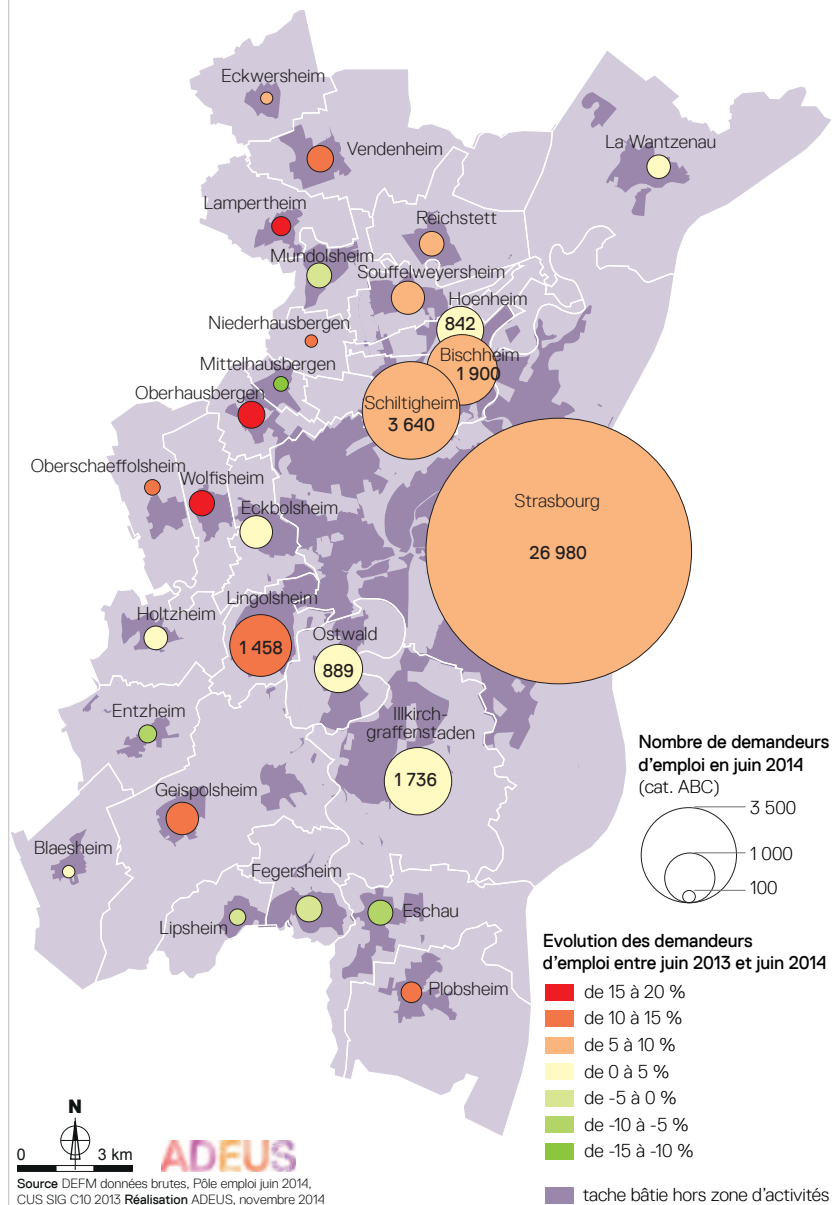 Eckwersheim
La Wantzenau
Vendenheim
Lampertheim
Reichstett
Mundolsheim
Souffelweyersheim
Hoenheim
842
Niederhausbergen
Bischheim
1 900
Mittelhausbergen
Oberhausbergen
Schiltigheim
3 640
Oberschaeffolsheim
Wolfisheim
Eckbolsheim
Strasbourg
26 980
Lingolsheim
1 458
Holtzheim
Ostwald
889
Entzheim
Illkirch-
graffenstaden
1 736
Geispolsheim
Blaesheim
Fegersheim
Lipsheim
Eschau
Plobsheim
Nombre de demandeurs
d'emploi en juin 2014
(cat. ABC)
3 500
1 000
100
Evolution des demandeurs
d'emploi entre juin 2013 et juin 2014
de 15 à 20 %
de 10 à 15 %
de 5 à 10 %
de 0 à 5 %
de -5 à 0 %
de -10 à -5 %
de -15 à -10 %
tache bâtie hors zone d'activités
N
0 3 km
ADEUS
Source DEFM données brutes, Pôle emploi juin 2014,
CUS SIG C10 2013 Réalisation ADEUS, novembre 2014